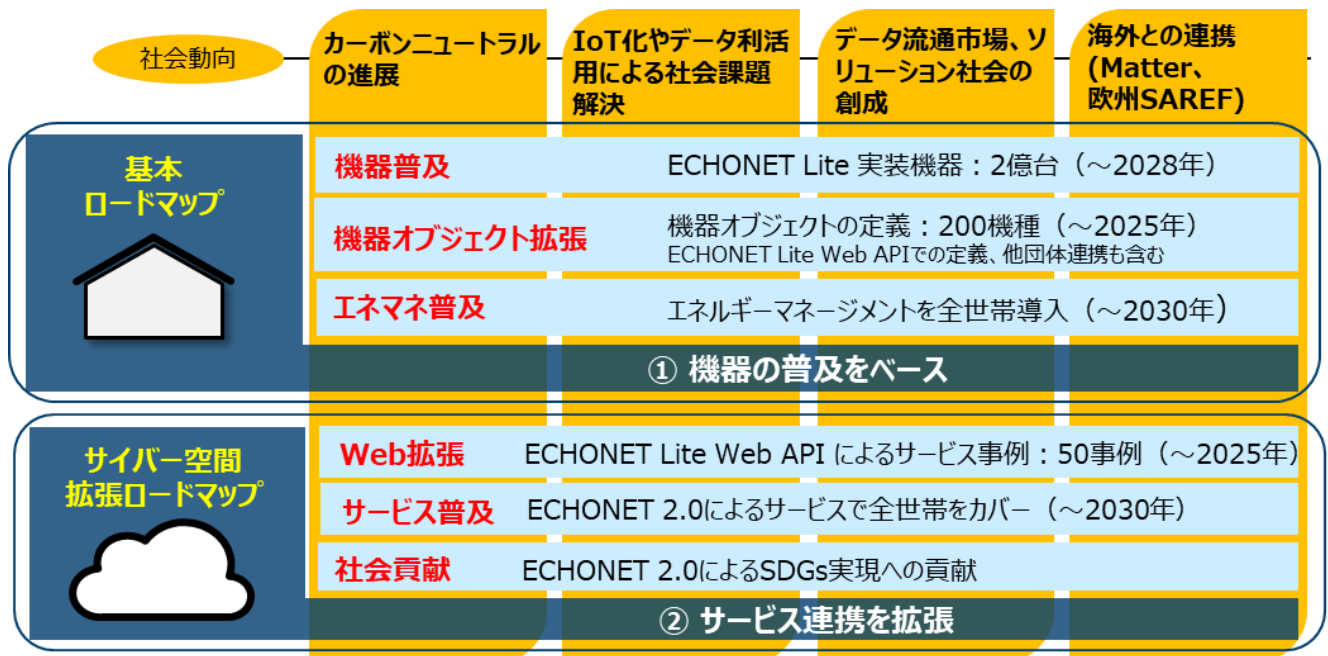 社会動向
カーボンニュートラル
の進展
IoT化やデータ利活
用による社会課題
解決
データ流通市場、ソ
リューション社会の
創成
海外との連携
(Matter、
欧州SAREF)
基本
ロードマップ
機器普及
ECHONET Lite 実装機器：2億台（～2028年）
機器オブジェクト拡張
機器オブジェクトの定義：200機種（～2025年）
ECHONET Lite Web APIでの定義、他団体連携も含む
エネマネ普及
エネルギーマネージメントを全世帯導入（～2030年）
① 機器の普及をベース
サイバー空間
拡張ロードマップ
Web拡張
ECHONET Lite Web API によるサービス事例：50事例（～2025年）
サービス普及
ECHONET 2.0によるサービスで全世帯をカバー（～2030年）
社会貢献
ECHONET 2.0によるSDGs実現への貢献
② サービス連携を拡張